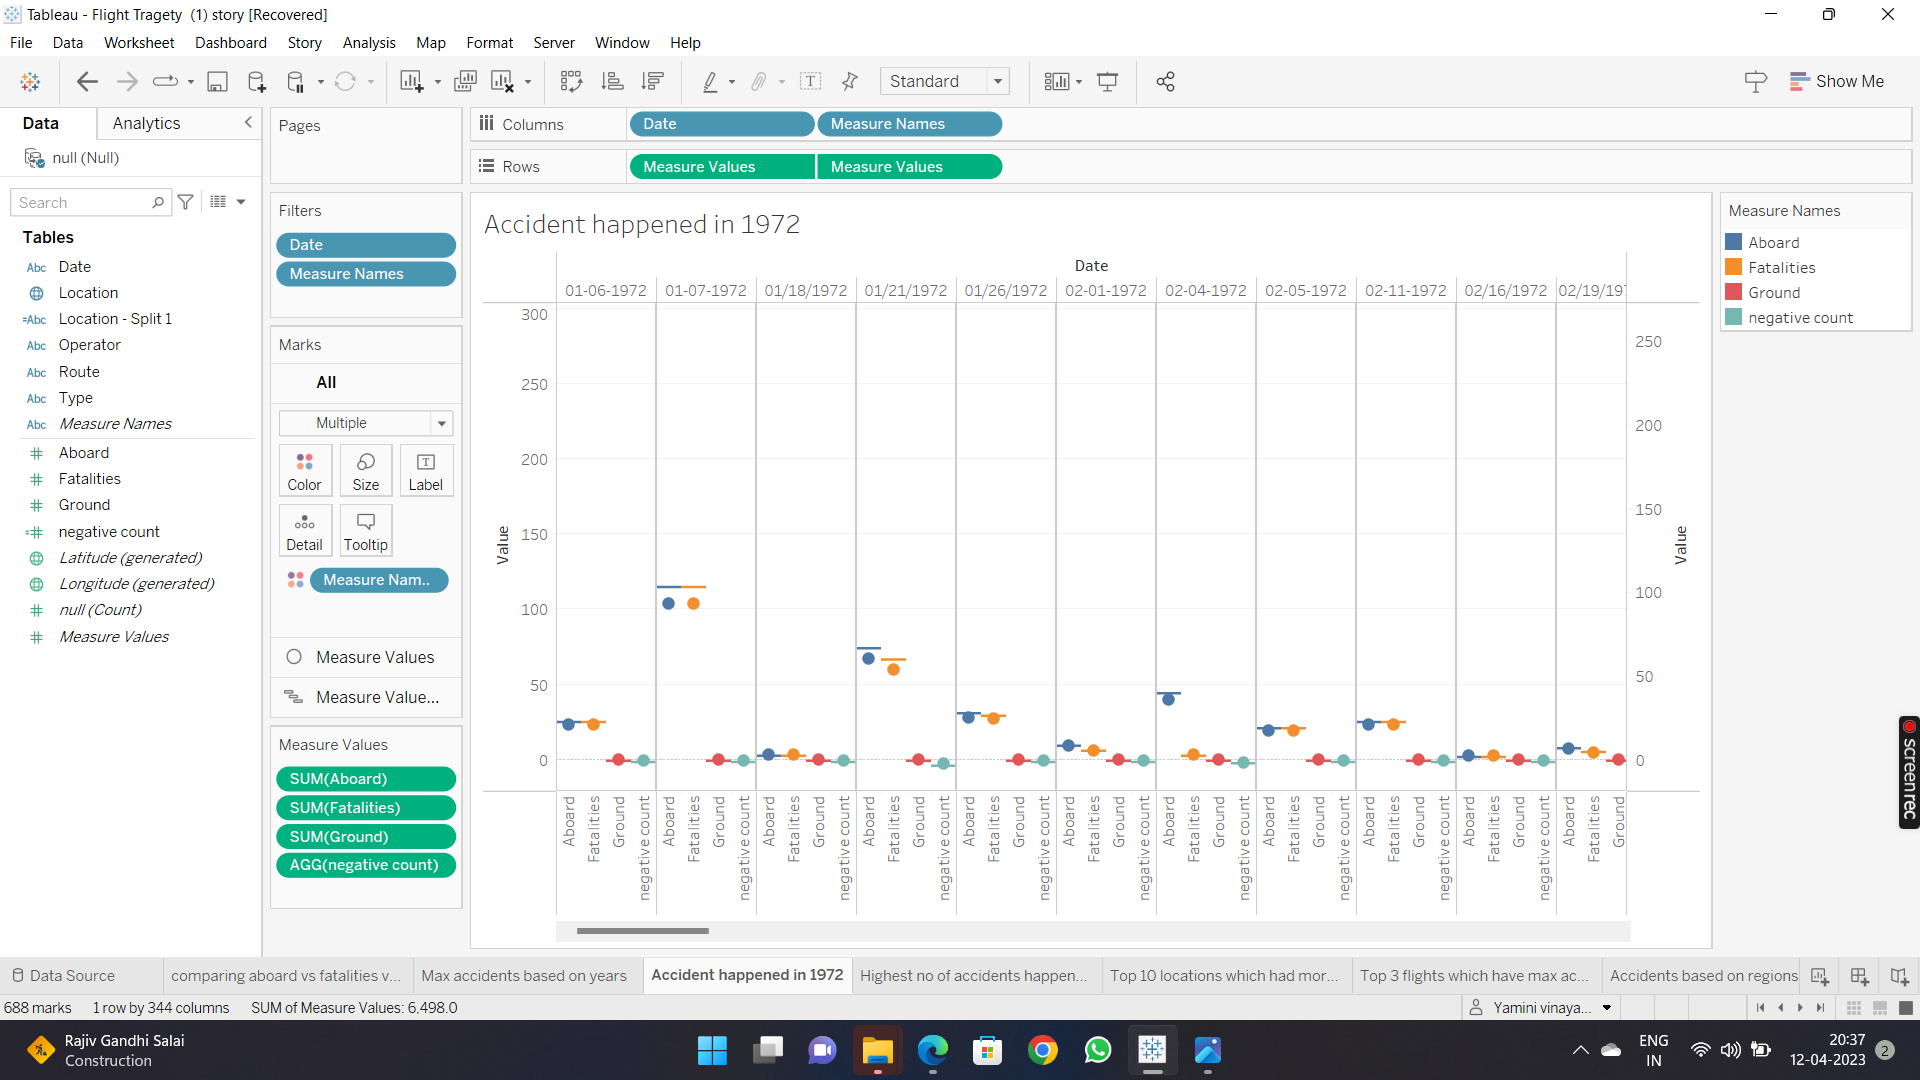 Tableau - Flight Tragety  (1) story [Recovered]
File Data Worksheet Dashboard Story Analysis Map Format Server Window Help
Standard
Show Me
Data Analytics
null (Null)
Search
Tables
Abc Date
Location
=Abc Location - Split 1
Abc Operator
Abc Route
Abc Type
Abc Measure Names
# Aboard
# Fatalities
# Ground
=# negative count
Latitude (generated)
Longitude (generated)
# null (Count)
# Measure Values
Pages
Filters
Date
Measure Names
Marks
All
Multiple
Color Size Label
Detail Tooltip
Measure Nam..
Measure Values
Measure Value...
Measure Values
SUM(Aboard)
SUM(Fatalities)
SUM(Ground)
AGG(negative count)
Columns Date Measure Names
Rows Measure Values Measure Values
Accident happened in 1972
Date
01-06-1972 01-07-1972 01/18/1972 01/21/1972 01/26/1972 02-01-1972 02-04-1972 02-05-1972 02-11-1972 02/16/1972 02/19/197
300
250
200
150
100
50
0
Value
250
200
150
100
50
0
Value
Aboard Fatalities Ground negative count Aboard Fatalities Ground negative count Aboard Fatalities Ground negative count Aboard Fatalities Ground negative count Aboard Fatalities Ground negative count Aboard Fatalities Ground negative count Aboard Fatalities Ground negative count Aboard Fatalities Ground negative count Aboard Fatalities Ground negative count Aboard Fatalities Ground negative count Aboard Fatalities Ground
Measure Names
Aboard
Fatalities
Ground
negative count
screenrec
Data Source comparing aboard vs fatalities v... Max accidents based on years Accident happened in 1972 Highest no of accidents happen... Top 10 locations which had mor... Top 3 flights which have max ac... Accidents based on regions
688 marks 1 row by 344 columns SUM of Measure Values: 6,498.0 Yamini vinaya...
Rajiv Gandhi Salai
Construction
ENG
IN
20:37
12-04-2023
2